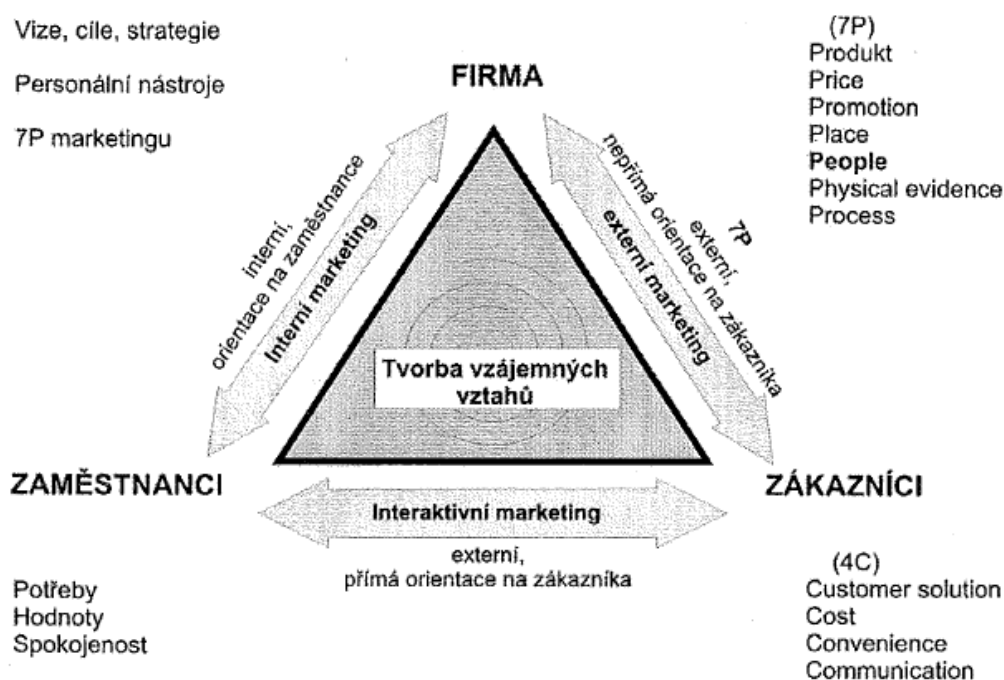 Vize, cíle, strategie
Personální nástroje
7P marketingu
FIRMA
(7P)
Produkt
Price
Promotion
Place
People
Physical evidence
Process
interní,
orientace na zaměstnance
Interní marketing
7P
externí,
nepřímá orientace na zákazníka
externí marketing
Tvorba vzájemných
vztahů
ZAMĚSTNANCI
ZÁKAZNÍCI
Interaktivní marketing
externí,
přímá orientace na zákazníka
Potřeby
Hodnoty
Spokojenost
(4C)
Customer solution
Cost
Convenience
Communication